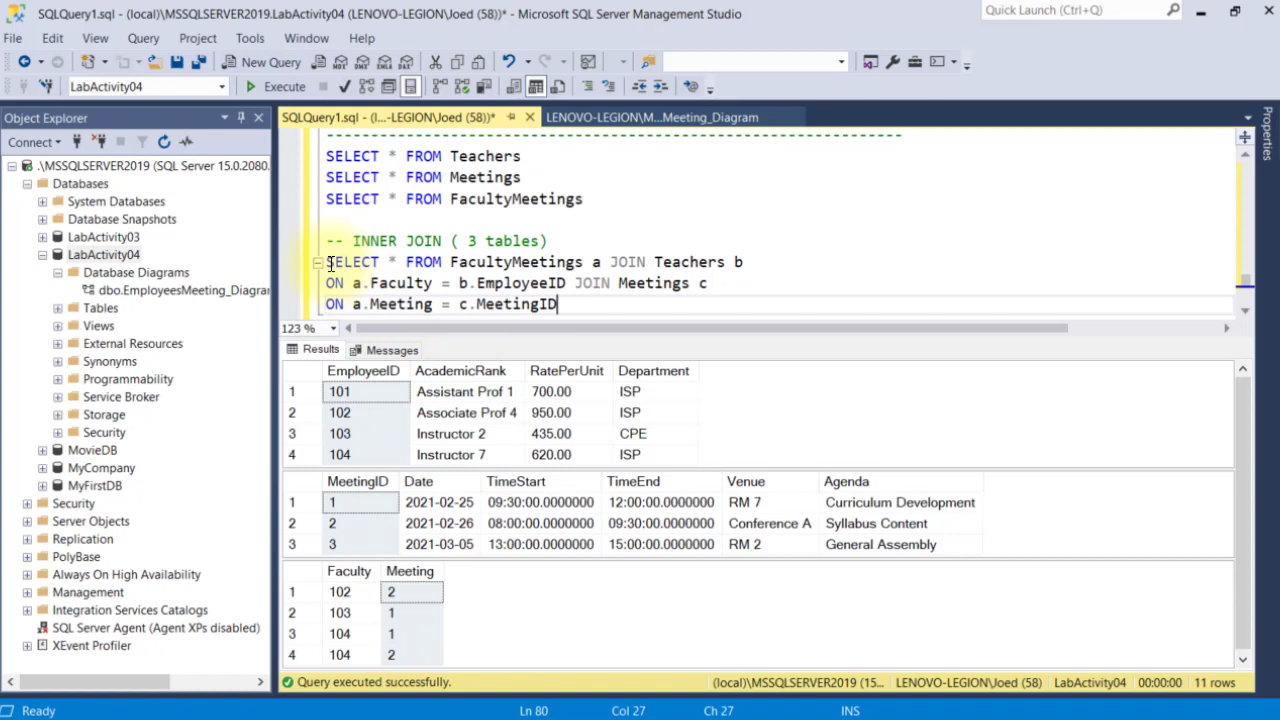 SQLQuery1.sql - (local)\MSSQLSERVER2019.LabActivity04 (LENOVO-LEGION\Joed (58))* - Microsoft SQL Server Management Studio
Quick Launch (Ctrl+Q)
File Edit View Query Project Tools Window Help
New Query
MDX DMX XMLA DAX
LabActivity04
Execute
Object Explorer
Connect
.\MSSQLSERVER2019 (SQL Server 15.0.2080.
Databases
System Databases
Database Snapshots
LabActivity03
LabActivity04
Database Diagrams
dbo.EmployeesMeeting_Diagra
Tables
Views
External Resources
Synonyms
Programmability
Service Broker
Storage
Security
MovieDB
MyCompany
MyFirstDB
Security
Server Objects
Replication
PolyBase
Always On High Availability
Management
Integration Services Catalogs
SQL Server Agent (Agent XPs disabled)
XEvent Profiler
SQLQuery1.sql - (l...-LEGION\Joed (58))*
LENOVO-LEGION\M...Meeting_Diagram
-----------------------------------------------------------------
SELECT * FROM Teachers
SELECT * FROM Meetings
SELECT * FROM FacultyMeetings
-- INNER JOIN ( 3 tables)
SELECT * FROM FacultyMeetings a JOIN Teachers b
ON a.Faculty = b.EmployeeID JOIN Meetings c
ON a.Meeting = c.MeetingID
123 %
Results Messages
EmployeeID AcademicRank RatePerUnit Department
1 101 Assistant Prof 1 700.00 ISP
2 102 Associate Prof 4 950.00 ISP
3 103 Instructor 2 435.00 CPE
4 104 Instructor 7 620.00 ISP
MeetingID Date TimeStart TimeEnd Venue Agenda
1 1 2021-02-25 09:30:00.0000000 12:00:00.0000000 RM 7 Curriculum Development
2 2 2021-02-26 08:00:00.0000000 09:30:00.0000000 Conference A Syllabus Content
3 3 2021-03-05 13:00:00.0000000 15:00:00.0000000 RM 2 General Assembly
Faculty Meeting
1 102 2
2 103 1
3 104 1
4 104 2
Query executed successfully.
(local)\MSSQLSERVER2019 (15... LENOVO-LEGION\Joed (58) LabActivity04 00:00:00 11 rows
Properties
Ready
Ln 80 Col 27 Ch 27 INS